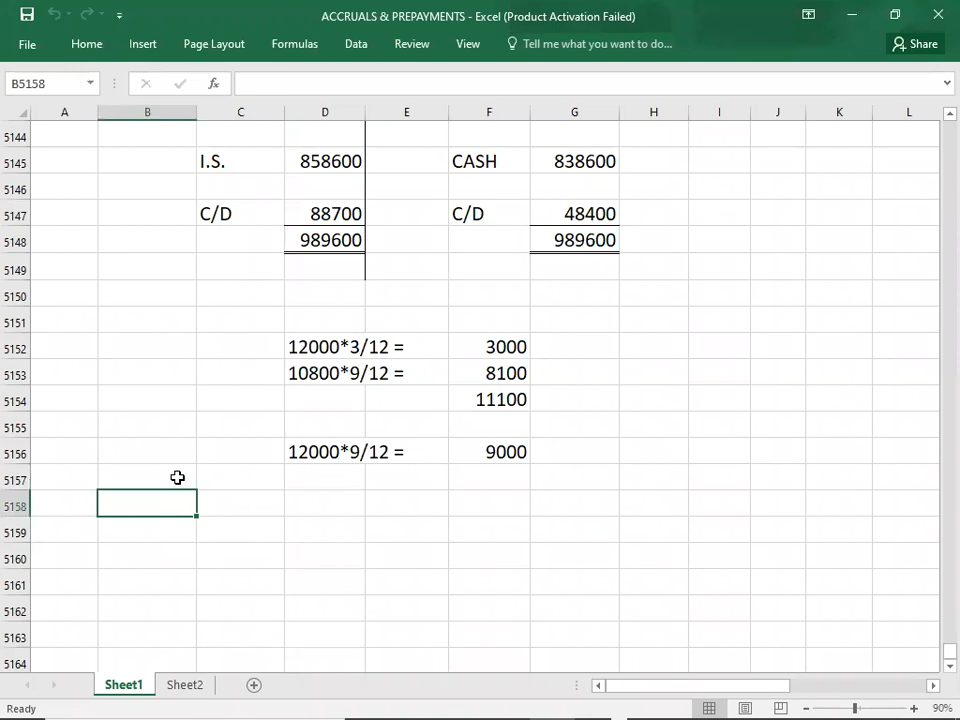 ACCRUALS & PREPAYMENTS - Excel (Product Activation Failed)
File Home Insert Page Layout Formulas Data Review View Tell me what you want to do... Share
B5158 fx
A B C D E F G H I J K L
5144
5145 I.S. 858600 CASH 838600
5146
5147 C/D 88700 C/D 48400
5148 989600 989600
5149
5150
5151
5152 12000*3/12 = 3000
5153 10800*9/12 = 8100
5154 11100
5155
5156 12000*9/12 = 9000
5157
5158
5159
5160
5161
5162
5163
5164
Sheet1 Sheet2
Ready 90%